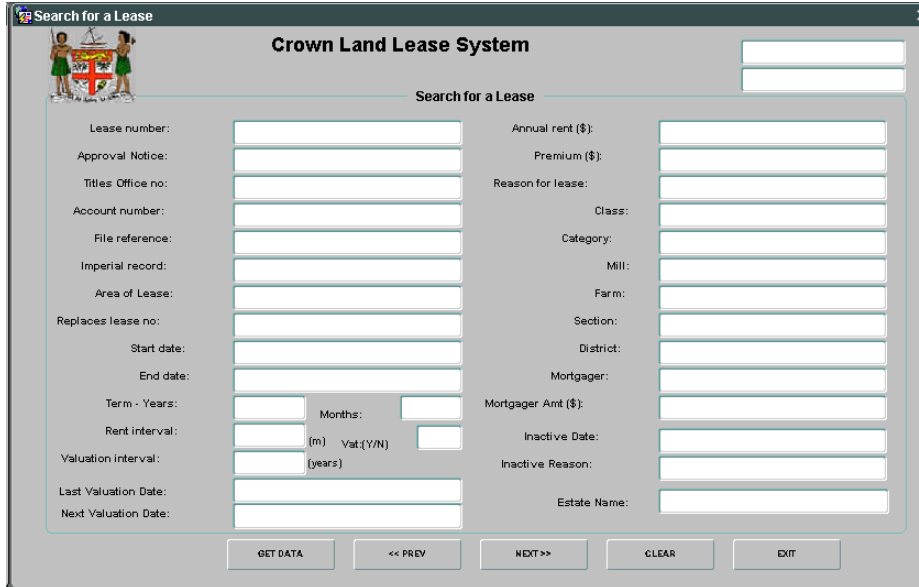 Search for a Lease
Crown Land Lease System
Search for a Lease
Lease number:
Approval Notice:
Titles Office no:
Account number:
File reference:
Imperial record:
Area of Lease:
Replaces lease no:
Start date:
End date:
Term - Years:
Months:
Rent interval:
(m)
Vat:(Y/N)
Valuation interval:
(years)
Last Valuation Date:
Next Valuation Date:
Annual rent ($):
Premium ($):
Reason for lease:
Class:
Category:
Mill:
Farm:
Section:
District:
Mortgager:
Mortgager Amt ($):
Inactive Date:
Inactive Reason:
Estate Name:
GET DATA
<< PREV
NEXT >>
CLEAR
EXIT